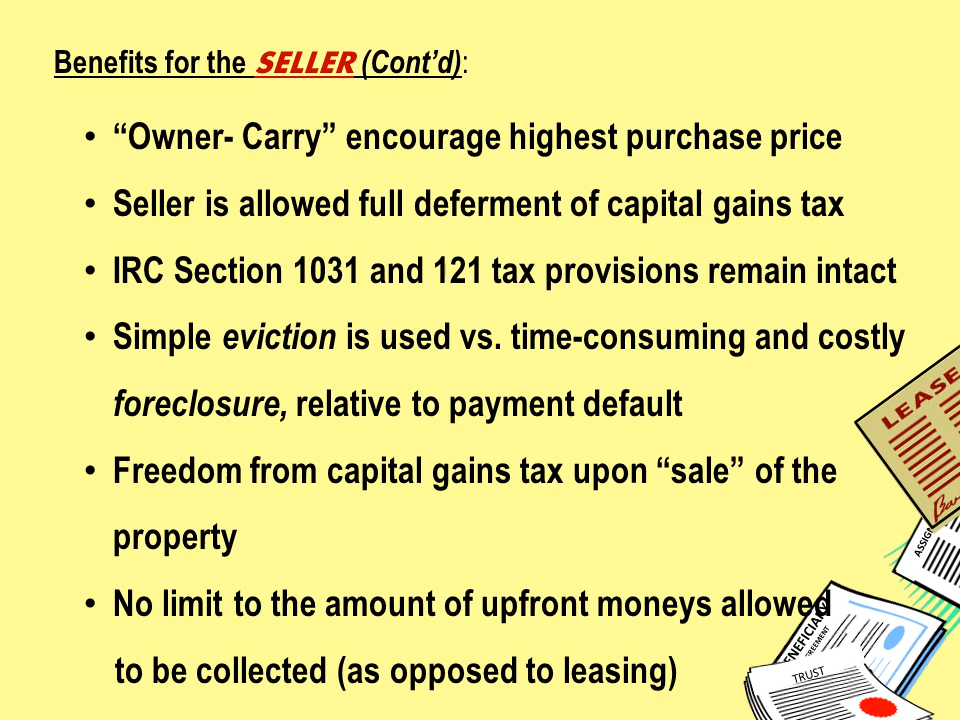 Benefits for the SELLER (Cont’d):
• “Owner- Carry” encourage highest purchase price
• Seller is allowed full deferment of capital gains tax
• IRC Section 1031 and 121 tax provisions remain intact
• Simple eviction is used vs. time-consuming and costly
foreclosure, relative to payment default
• Freedom from capital gains tax upon “sale” of the
property
• No limit to the amount of upfront moneys allowed
to be collected (as opposed to leasing)
LEASE
TRUST